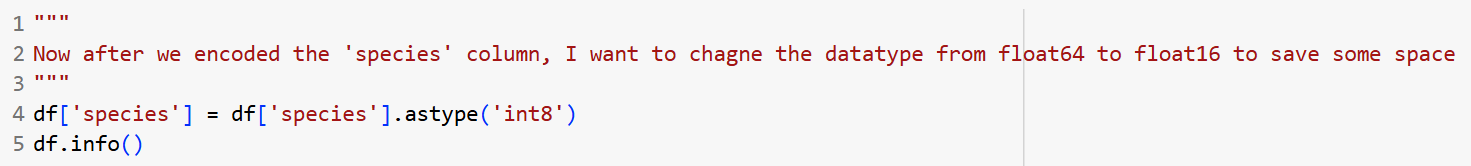 1 """
2 Now after we encoded the 'species' column, I want to chagne the datatype from float64 to float16 to save some space
3 """
4 df['species'] = df['species'].astype('int8')
5 df.info()